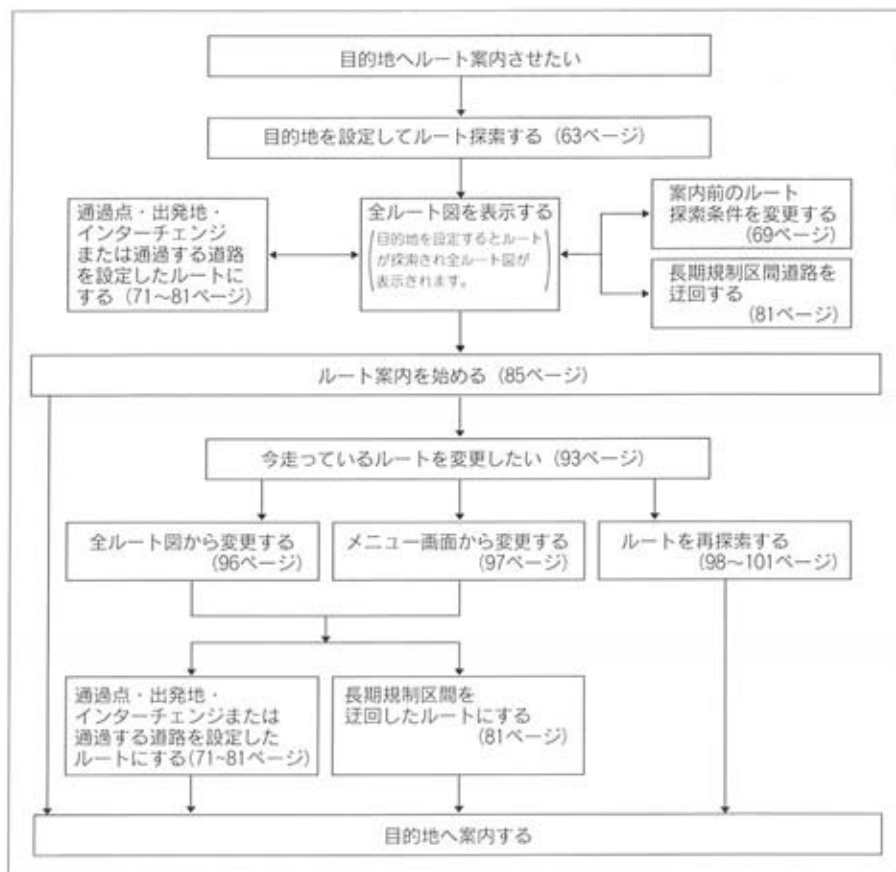 目的地へルート案内させたい
目的地を設定してルート探索する（63ページ）
通過点・出発地・
インターチェンジ
または通過する道路
を設定したルートに
する（71～81ページ）
全ルート図を表示する
（目的地を設定するとルート
が探索され全ルート図が
表示されます。）
案内前のルート
探索条件を変更する
（69ページ）
長期規制区間道路を
迂回する
（81ページ）
ルート案内を始める（85ページ）
今走っているルートを変更したい（93ページ）
全ルート図から変更する
（96ページ）
メニュー画面から変更する
（97ページ）
ルートを再探索する
（98～101ページ）
通過点・出発地・
インターチェンジまたは
通過する道路を設定した
ルートにする(71~81ページ)
長期規制区間を
迂回したルートにする
（81ページ）
目的地へ案内する